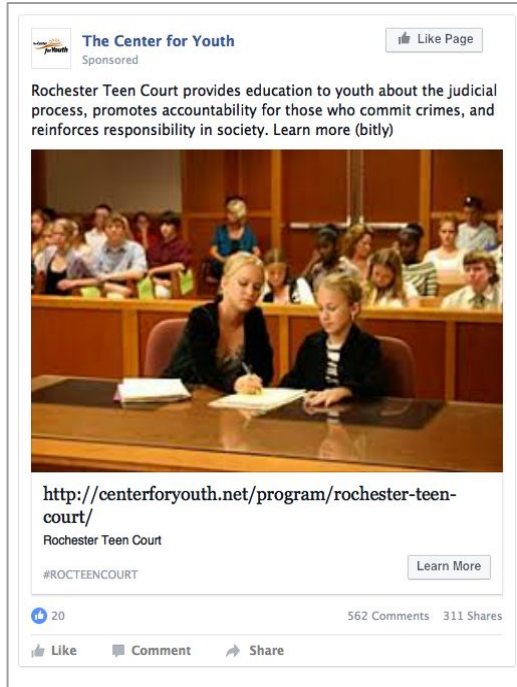 The Center for Youth
Like Page
Sponsored
Rochester Teen Court provides education to youth about the judicial
process, promotes accountability for those who commit crimes, and
reinforces responsibility in society. Learn more (bitly)
http://centerforyouth.net/program/rochester-teen-
court/
Rochester Teen Court
#ROCTEENCOURT
Learn More
20
562 Comments 311 Shares
Like Comment Share